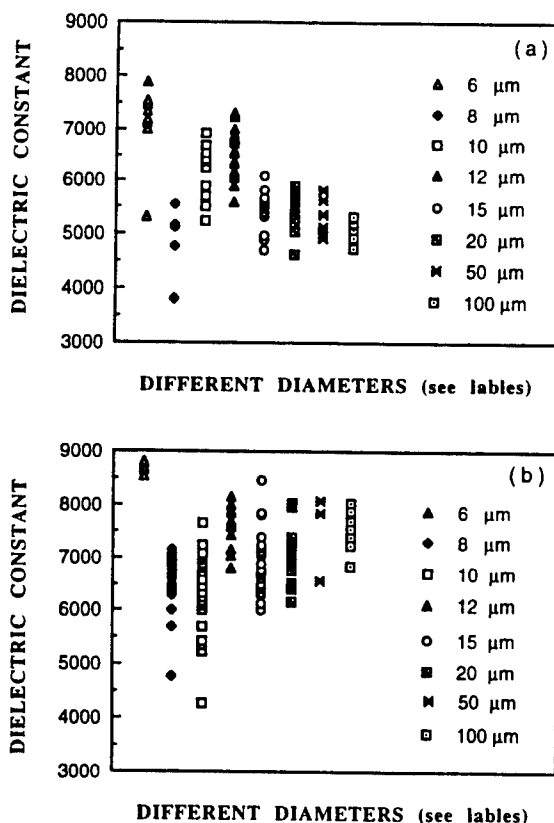 (a)
DIELECTRIC CONSTANT
9000
8000
7000
6000
5000
4000
3000
6 µm
8 µm
10 µm
12 µm
15 µm
20 µm
50 µm
100 µm
DIFFERENT DIAMETERS (see lables)
(b)
DIELECTRIC CONSTANT
9000
8000
7000
6000
5000
4000
3000
6 µm
8 µm
10 µm
12 µm
15 µm
20 µm
50 µm
100 µm
DIFFERENT DIAMETERS (see lables)